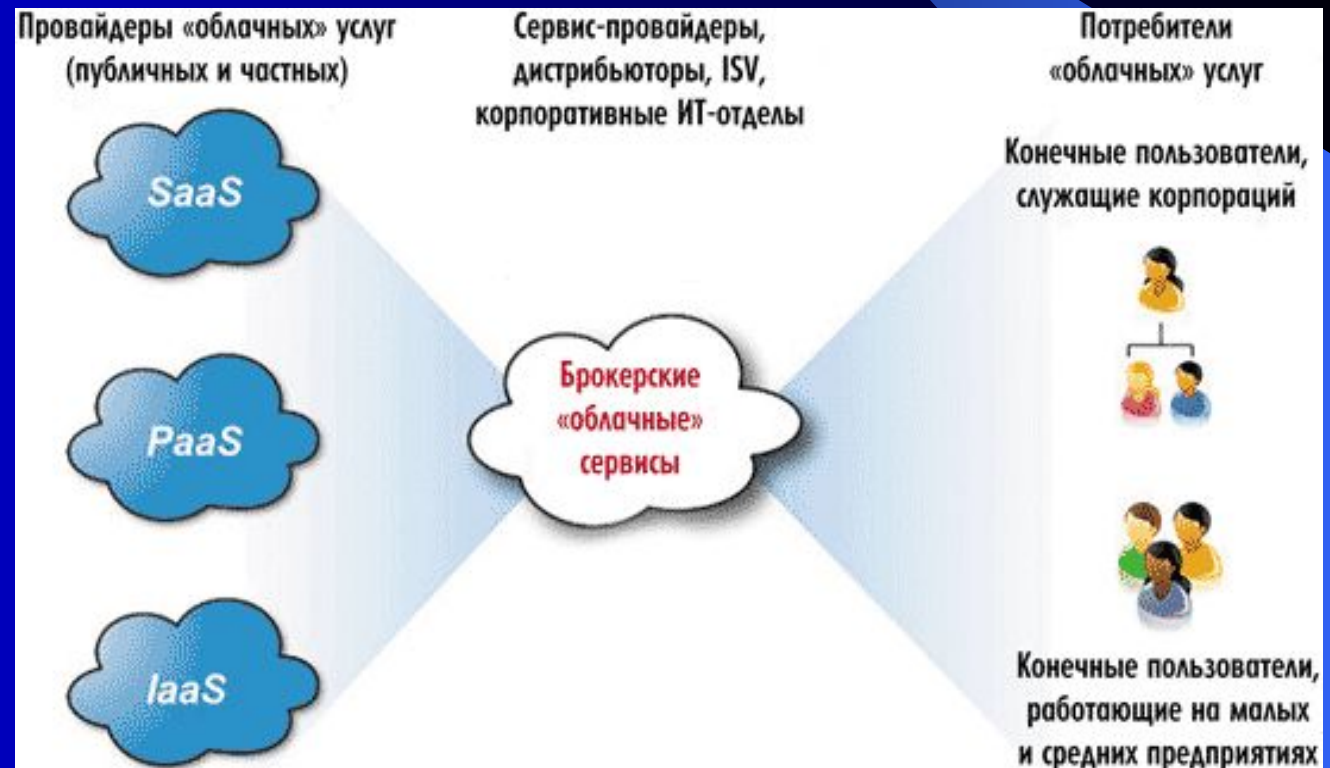 Провайдеры «облачных» услуг
(публичных и частных)
Сервис-провайдеры,
дистрибьюторы, ISV,
корпоративные ИТ-отделы
Потребители
«облачных» услуг
SaaS
PaaS
IaaS
Брокерские
«облачные»
сервисы
Конечные пользователи,
служащие корпораций
Конечные пользователи,
работающие на малых
и средних предприятиях